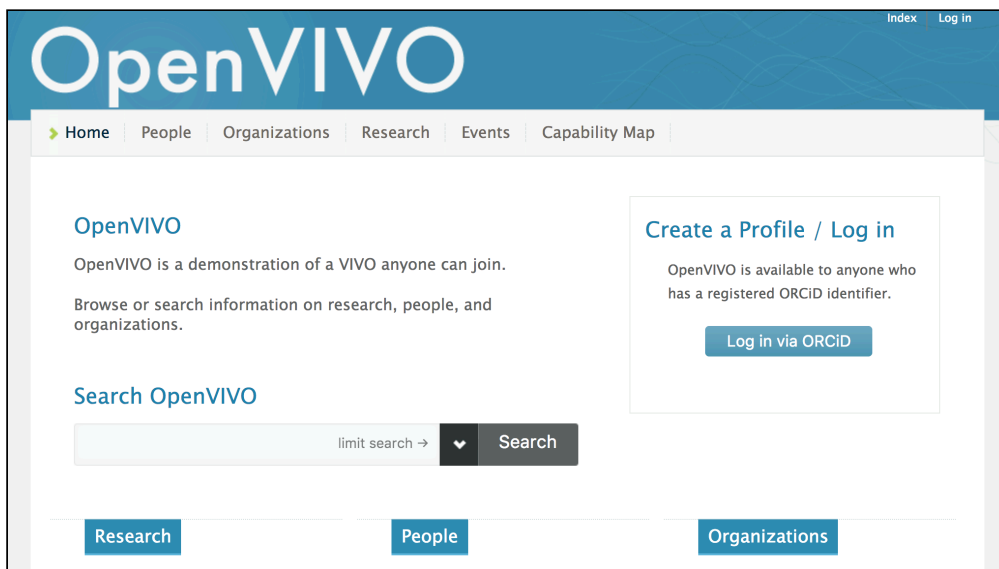 Index Log in
OpenVIVO
Home People Organizations Research Events Capability Map
OpenVIVO
OpenVIVO is a demonstration of a VIVO anyone can join.
Browse or search information on research, people, and
organizations.
Create a Profile / Log in
OpenVIVO is available to anyone who
has a registered ORCiD identifier.
Log in via ORCiD
Search OpenVIVO
limit search → Search
Research People Organizations